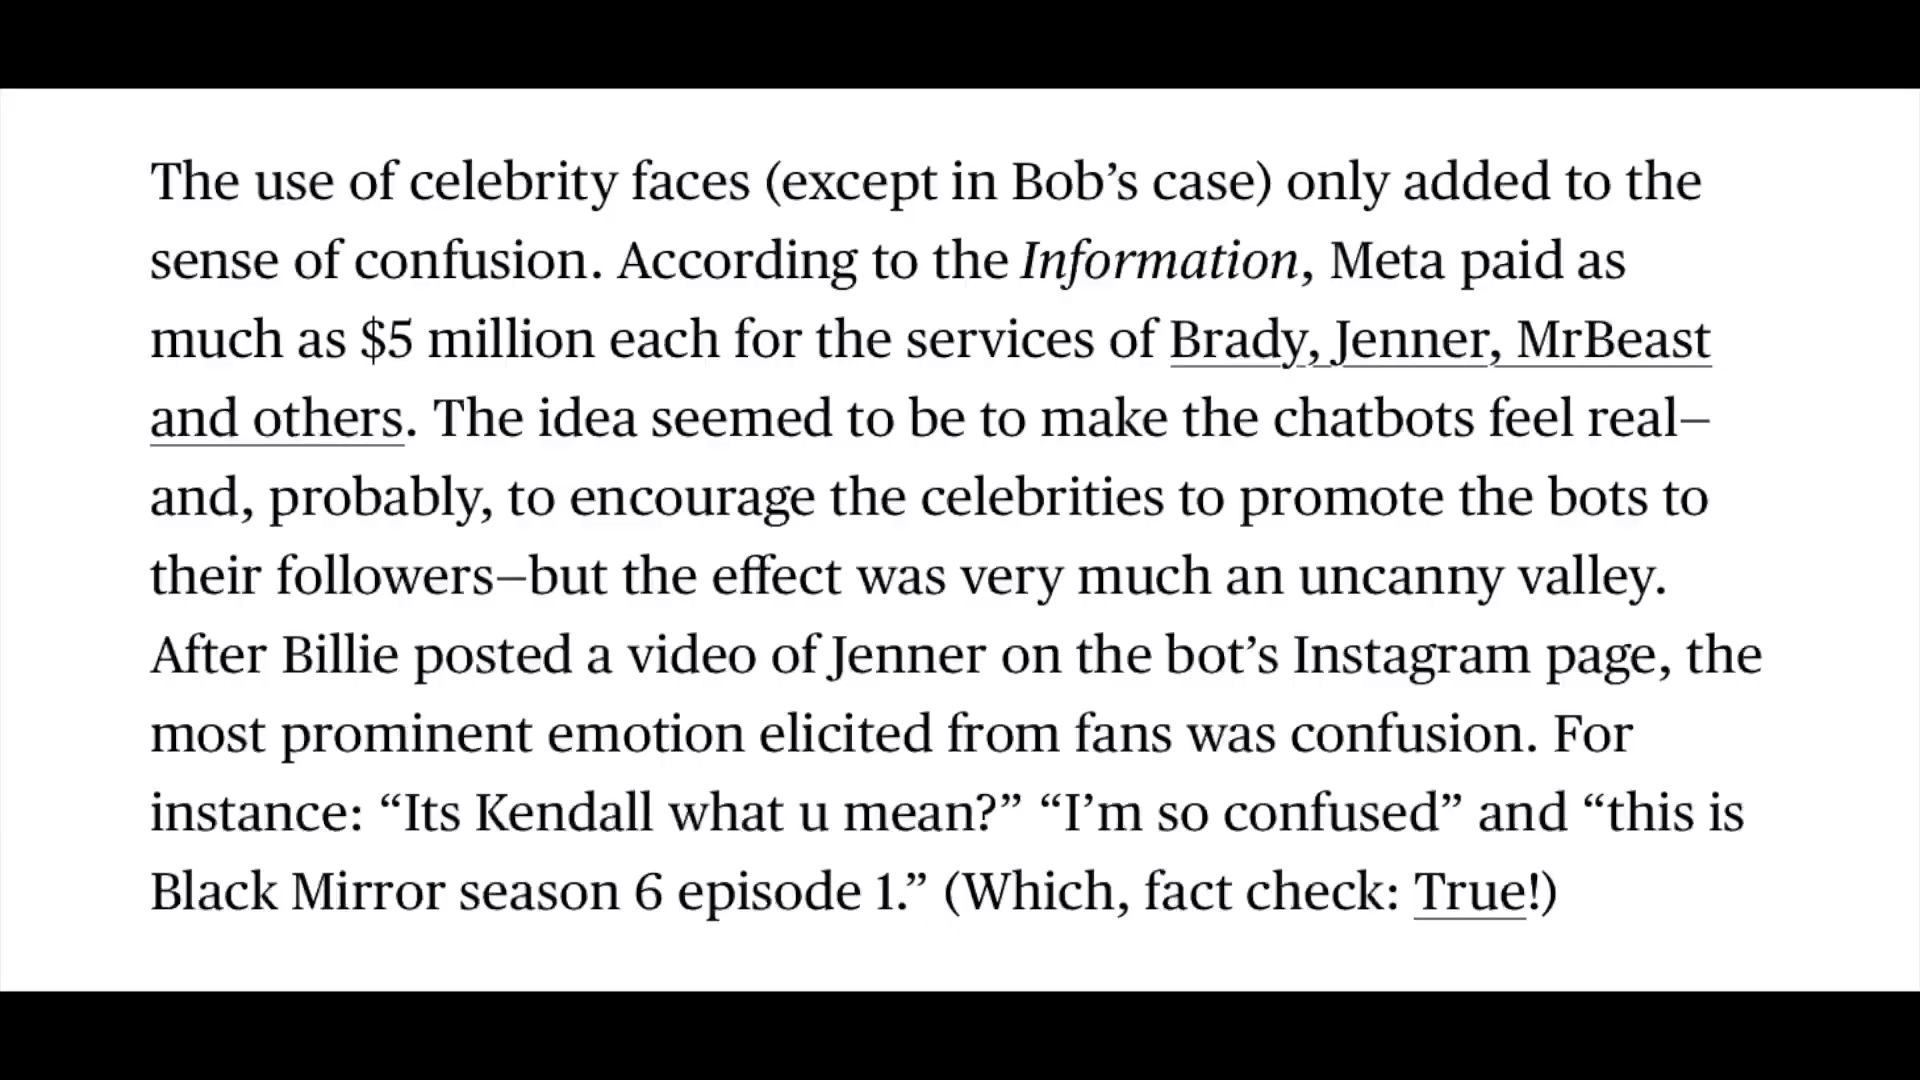 The use of celebrity faces (except in Bob’s case) only added to the
sense of confusion. According to the Information, Meta paid as
much as $5 million each for the services of Brady, Jenner, MrBeast
and others. The idea seemed to be to make the chatbots feel real—
and, probably, to encourage the celebrities to promote the bots to
their followers—but the effect was very much an uncanny valley.
After Billie posted a video of Jenner on the bot’s Instagram page, the
most prominent emotion elicited from fans was confusion. For
instance: “Its Kendall what u mean?” “I’m so confused” and “this is
Black Mirror season 6 episode 1.” (Which, fact check: True!)